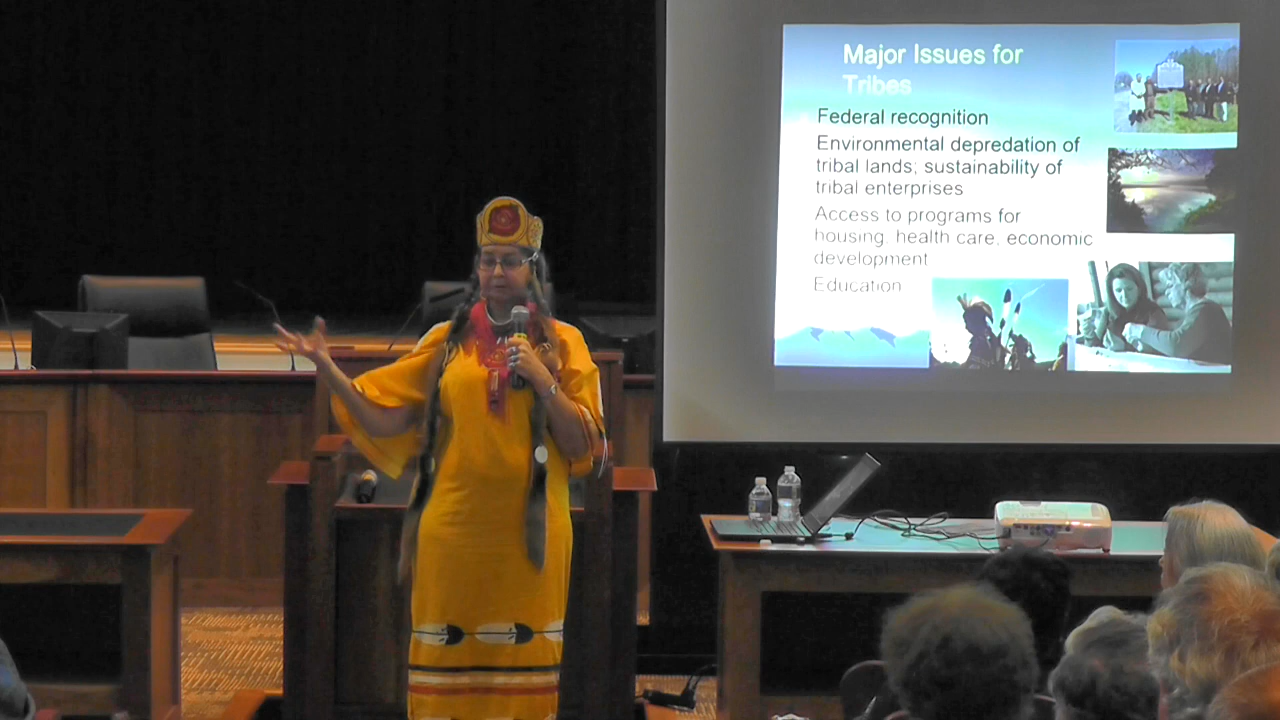 Major Issues for
Tribes
Federal recognition
Environmental depredation of
tribal lands; sustainability of
tribal enterprises
Access to programs for
housing, health care, economic
development
Education